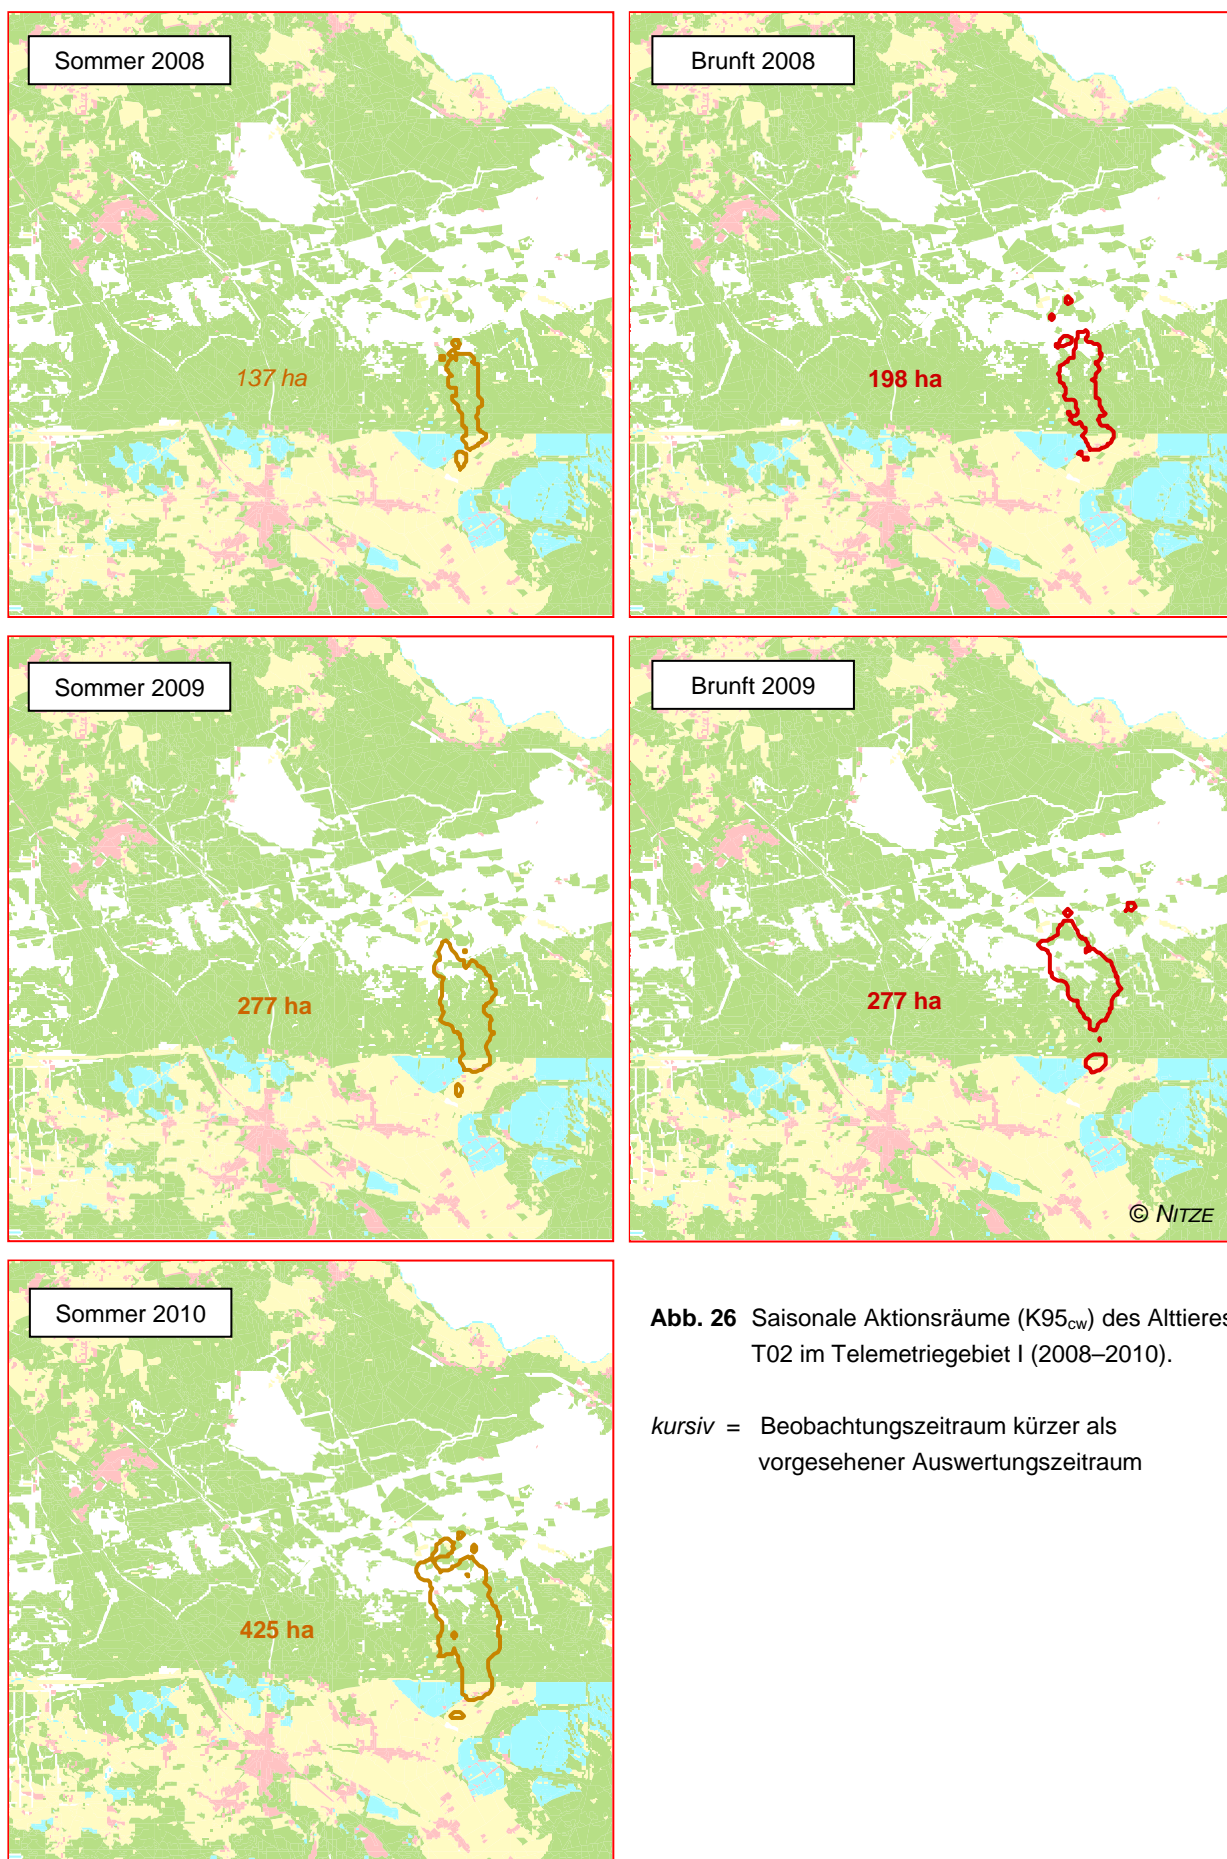 Sommer 2008
Brunft 2008
137 ha
198 ha
Sommer 2009
Brunft 2009
277 ha
277 ha
© NITZE
Sommer 2010
425 ha
Abb. 26 Saisonale Aktionsräume (K95cw) des Alttieres
T02 im Telemetriegebiet I (2008–2010).
kursiv = Beobachtungszeitraum kürzer als
vorgesehener Auswertungszeitraum